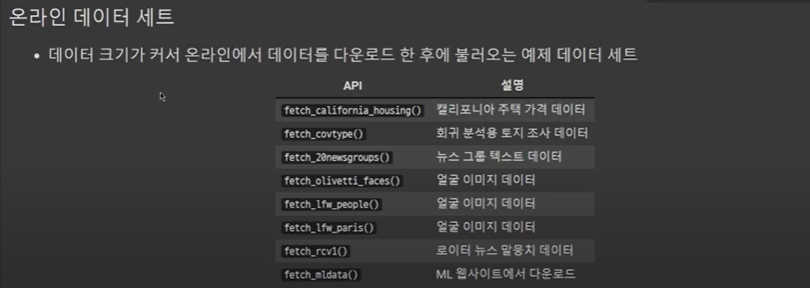 온라인 데이터 세트
• 데이터 크기가 커서 온라인에서 데이터를 다운로드 한 후에 불러오는 예제 데이터 세트
API 설명
fetch_california_housing() 캘리포니아 주택 가격 데이터
fetch_covtype() 회귀 분석용 토지 조사 데이터
fetch_20newsgroups() 뉴스 그룹 텍스트 데이터
fetch_olivetti_faces() 얼굴 이미지 데이터
fetch_lfw_people() 얼굴 이미지 데이터
fetch_lfw_paris() 얼굴 이미지 데이터
fetch_rcv1() 로이터 뉴스 말뭉치 데이터
fetch_mldata() ML 웹사이트에서 다운로드